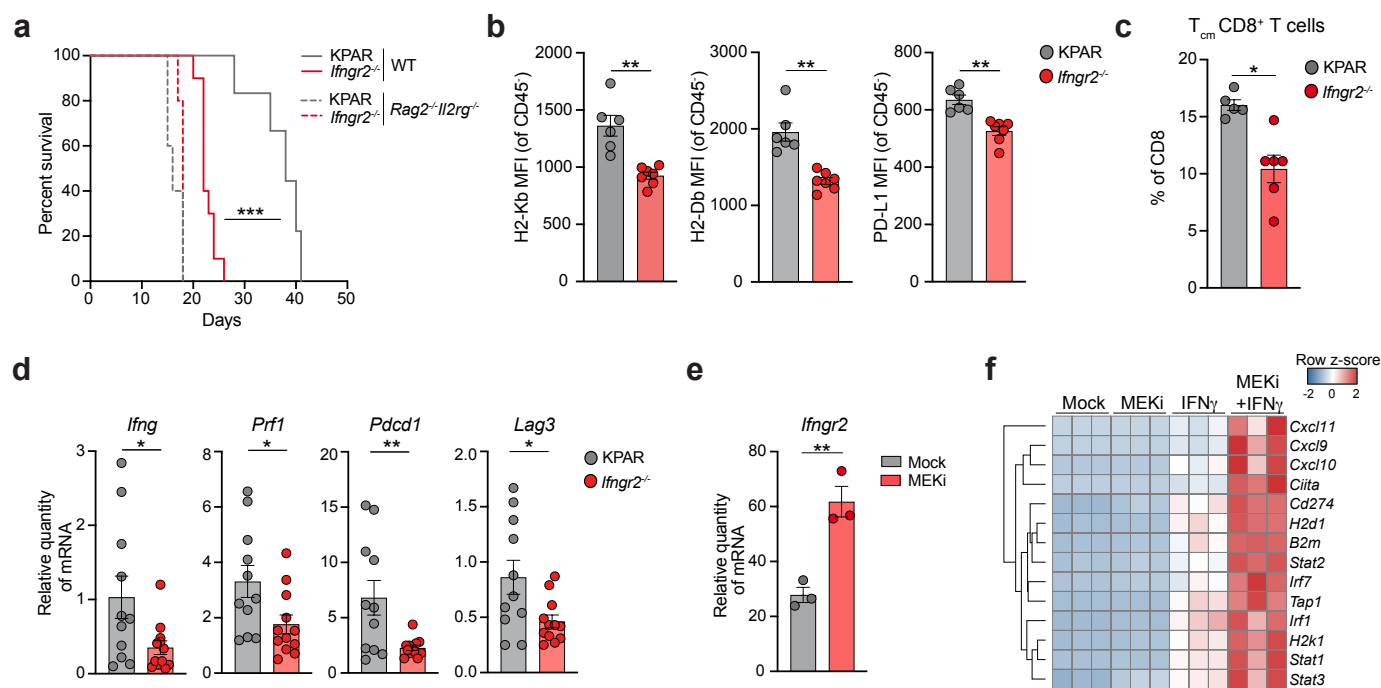 a
100
80
60
40
20
0
Percent survival
0 10 20 30 40 50
Days
***
KPAR
Ifngr2-/-
WT
KPAR
Ifngr2-/-
Rag2-/-Il2rg-/-
b
2000
1500
1000
500
0
H2-Kb MFI (of CD45-)
**
3000
2000
1000
0
H2-Db MFI (of CD45-)
**
800
600
400
200
0
PD-L1 MFI (of CD45-)
**
KPAR
Ifngr2-/-
c
Tcm CD8+ T cells
20
15
10
5
0
% of CD8
*
KPAR
Ifngr2-/-
d
Relative quantity
of mRNA
Ifng
*
3
2
1
0
Prf1
*
8
6
4
2
0
Pdcd1
**
20
15
10
5
0
Lag3
*
2.0
1.5
1.0
0.5
0.0
KPAR
Ifngr2-/-
e
Ifngr2
**
80
60
40
20
0
Relative quantity
of mRNA
Mock
MEKi
f
Row z-score
-2 0 2
Mock MEKi IFNγ MEKi
+IFNγ
Cxcl11
Cxcl9
Cxcl10
Ciita
Cd274
H2d1
B2m
Stat2
Irf7
Tap1
Irf1
H2k1
Stat1
Stat3